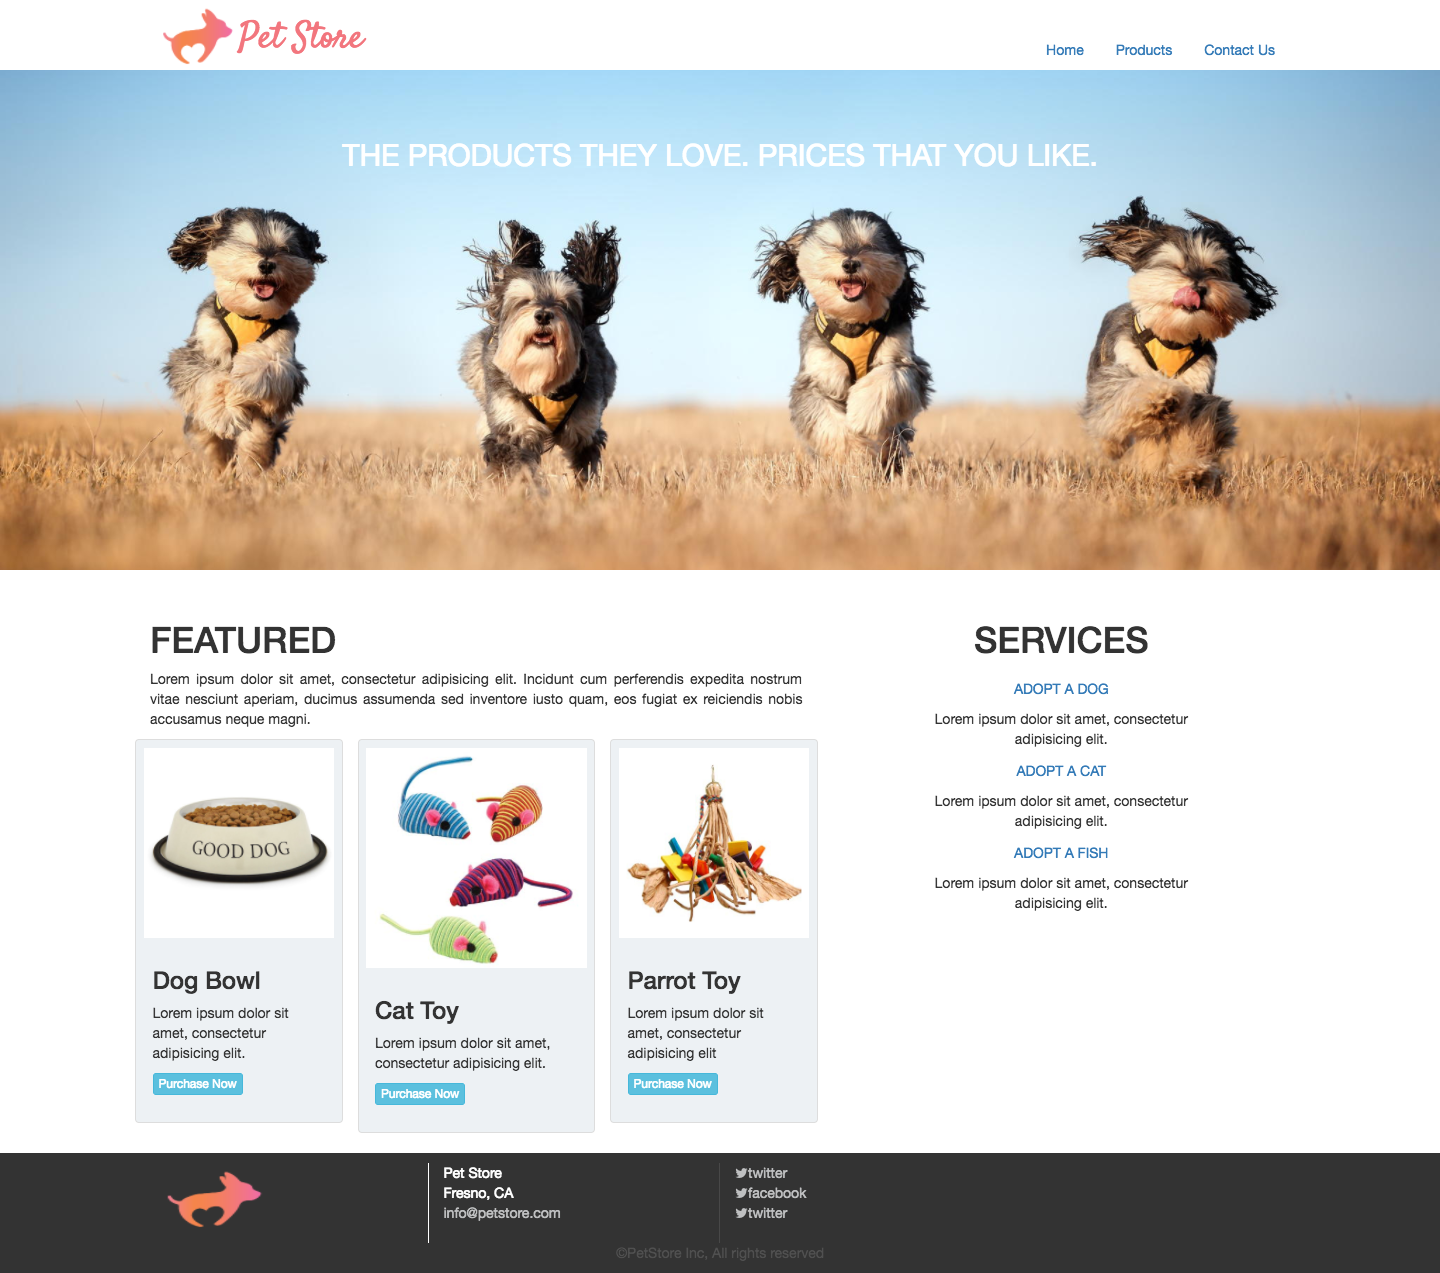 Pet Store
Home Products Contact Us
THE PRODUCTS THEY LOVE. PRICES THAT YOU LIKE.
FEATURED
Lorem ipsum dolor sit amet, consectetur adipisicing elit. Incidunt cum perferendis expedita nostrum
vitae nesciunt aperiam, ducimus assumenda sed inventore iusto quam, eos fugiat ex reiciendis nobis
accusamus neque magni.
GOOD DOG
Dog Bowl
Lorem ipsum dolor sit
amet, consectetur
adipisicing elit.
Purchase Now
Cat Toy
Lorem ipsum dolor sit amet,
consectetur adipisicing elit.
Purchase Now
Parrot Toy
Lorem ipsum dolor sit
amet, consectetur
adipisicing elit
Purchase Now
SERVICES
ADOPT A DOG
Lorem ipsum dolor sit amet, consectetur
adipisicing elit.
ADOPT A CAT
Lorem ipsum dolor sit amet, consectetur
adipisicing elit.
ADOPT A FISH
Lorem ipsum dolor sit amet, consectetur
adipisicing elit.
Pet Store
Fresno, CA
info@petstore.com
twitter
facebook
twitter
©PetStore Inc, All rights reserved